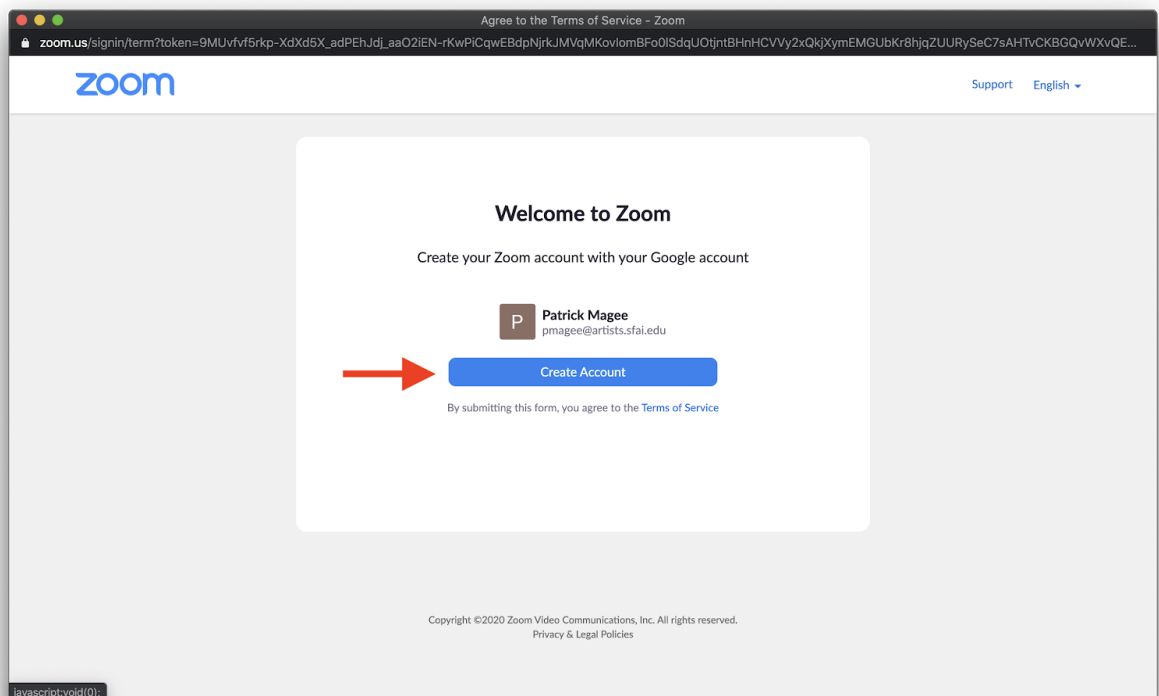 Agree to the Terms of Service - Zoom
zoom.us/signin/term?token=9MUvfvf5rkp-XdXd5X_adPEhJdj_aaO2iEN-rKwPiCqwEBdpNjrkJMVqMKovIomBFo0lSdqUOtjntBHnHCVVy2xQkjXymEMGUbKr8hjqZUURySeC7sAHTvCKBGQvWXvQE...
zoom
Support English
Welcome to Zoom
Create your Zoom account with your Google account
P
Patrick Magee
pmagee@artists.sfai.edu
Create Account
By submitting this form, you agree to the Terms of Service
Copyright ©2020 Zoom Video Communications, Inc. All rights reserved.
Privacy & Legal Policies
javascript:void(0);